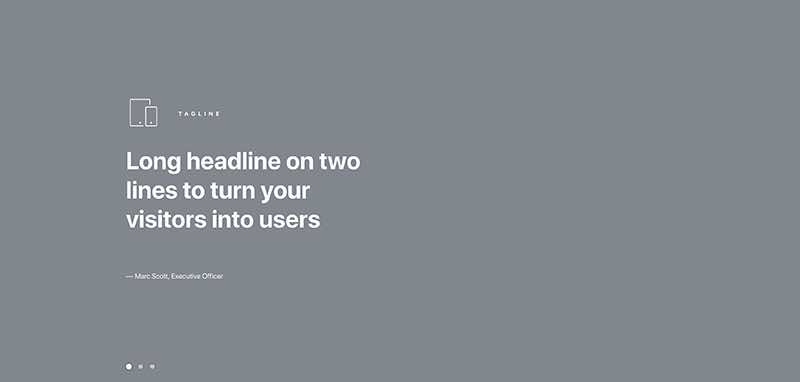 TAGLINE
Long headline on two
lines to turn your
visitors into users
— Marc Scott, Executive Officer